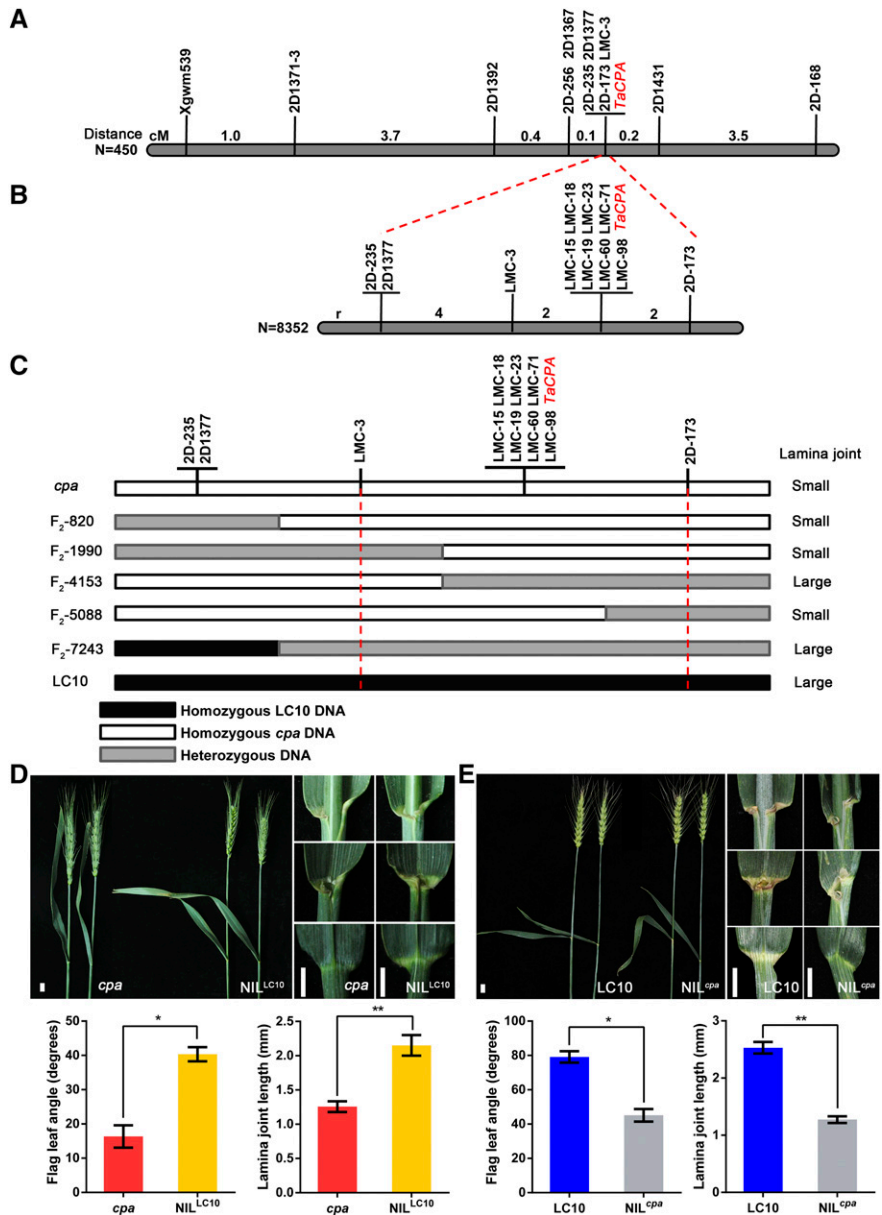 A
Xgwm539
2D1371-3
2D1392
2D-256 2D1367
2D-235 2D1377
2D-173 LMC-3
TaCPA
2D1431
2D-168
Distance cM 1.0 3.7 0.4 0.1 0.2 3.5
N=450
B
2D-235
2D1377
LMC-3
LMC-15 LMC-18
LMC-19 LMC-23
LMC-60 LMC-71
LMC-98 TaCPA
2D-173
r 4 2 2
N=8352
C
2D-235
2D1377
LMC-3
LMC-15 LMC-18
LMC-19 LMC-23
LMC-60 LMC-71
LMC-98 TaCPA
2D-173
Lamina joint
cpa Small
F2-820 Small
F2-1990 Small
F2-4153 Large
F2-5088 Small
F2-7243 Large
LC10 Large
Homozygous LC10 DNA
Homozygous cpa DNA
Heterozygous DNA
D
cpa NILLC10 cpa NILLC10
Flag leaf angle (degrees)
50
40
30
20
10
0
*
cpa NILLC10
Lamina joint length (mm)
2.5
2.0
1.5
1.0
0.5
0.0
**
cpa NILLC10
E
LC10 NILcpa LC10 NILcpa
Flag leaf angle (degrees)
100
80
60
40
20
0
*
LC10 NILcpa
Lamina joint length (mm)
3
2
1
0
**
LC10 NILcpa